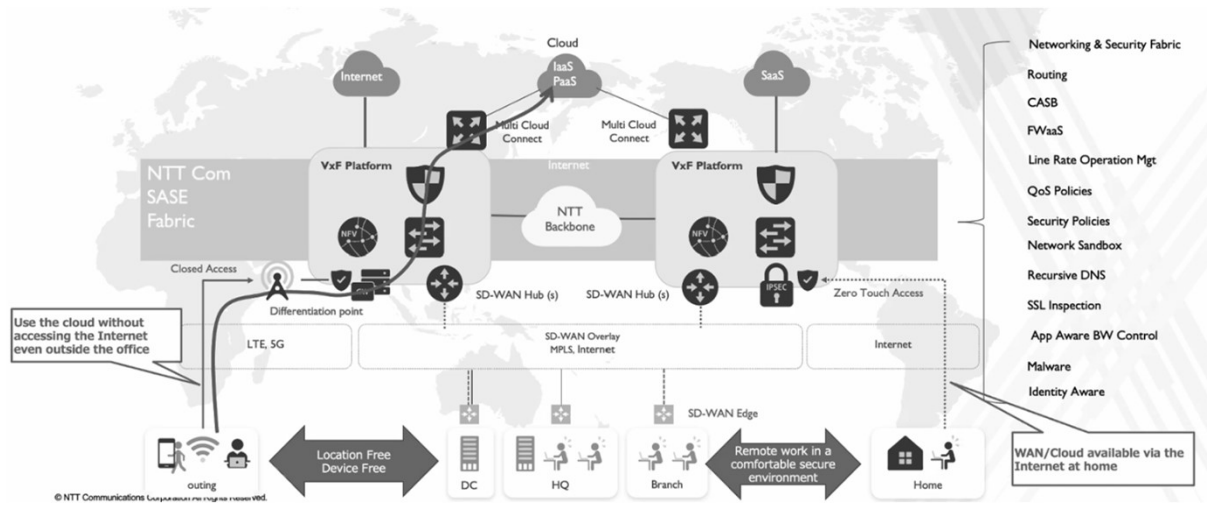 Cloud
Internet
IaaS
PaaS
SaaS
Multi Cloud
Connect
Multi Cloud
Connect
VxF Platform
Internet
VxF Platform
NTT Com
SASE
Fabric
NTT
Backbone
NFV
NFV
Closed Access
Differentiation point
SD-WAN Hub (s)
SD-WAN Hub (s)
IPSEC
Zero Touch Access
Use the cloud without
accessing the Internet
even outside the office
LTE, 5G
SD-WAN Overlay
MPLS, Internet
Internet
SD-WAN Edge
Location Free
Device Free
Remote work in a
comfortable secure
environment
WAN/Cloud available via the
Internet at home
outing
DC
HQ
Branch
Home
© NTT Communications Corporation All Rights Reserved.
Networking & Security Fabric
Routing
CASB
FWaaS
Line Rate Operation Mgt
QoS Policies
Security Policies
Network Sandbox
Recursive DNS
SSL Inspection
App Aware BW Control
Malware
Identity Aware